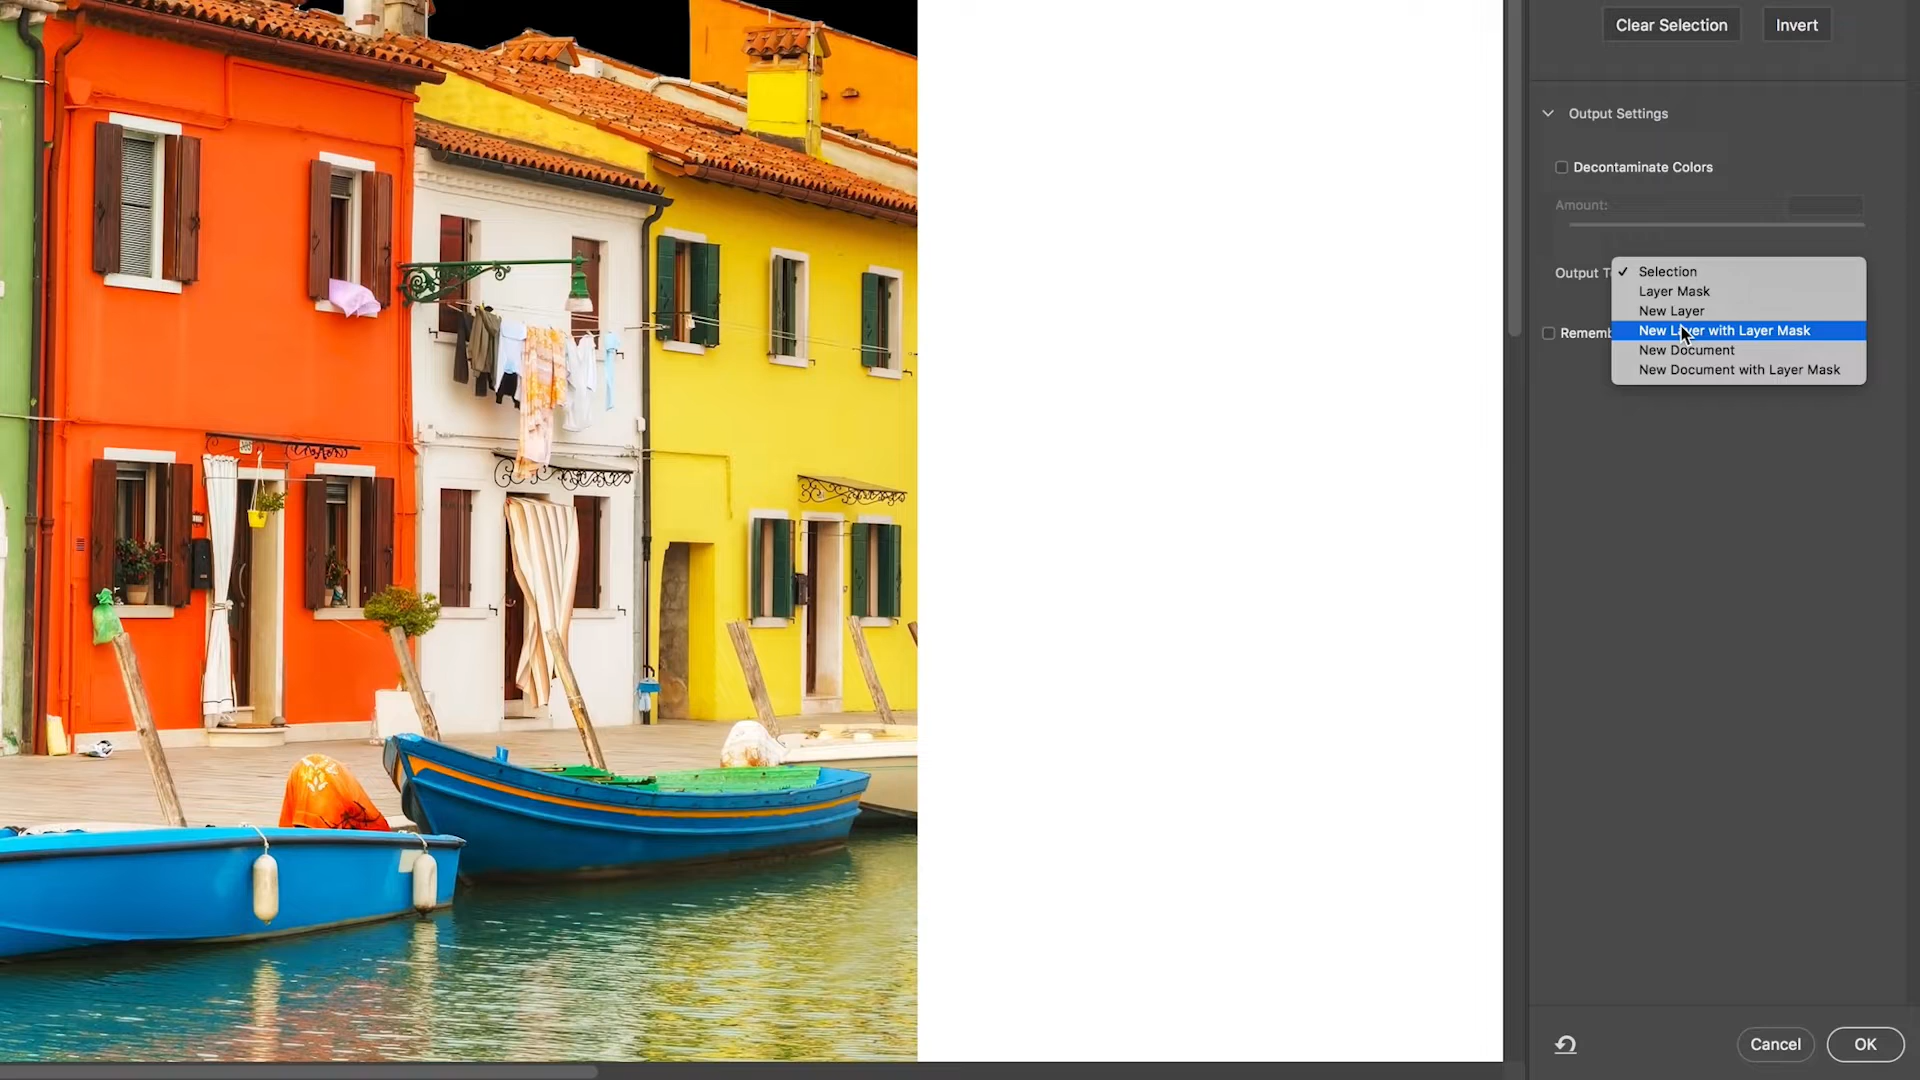 Clear Selection
Invert
Output Settings
Decontaminate Colors
Amount:
Output T
✓ Selection
Layer Mask
New Layer
New Layer with Layer Mask
Rememb
New Document
New Document with Layer Mask
Cancel
OK